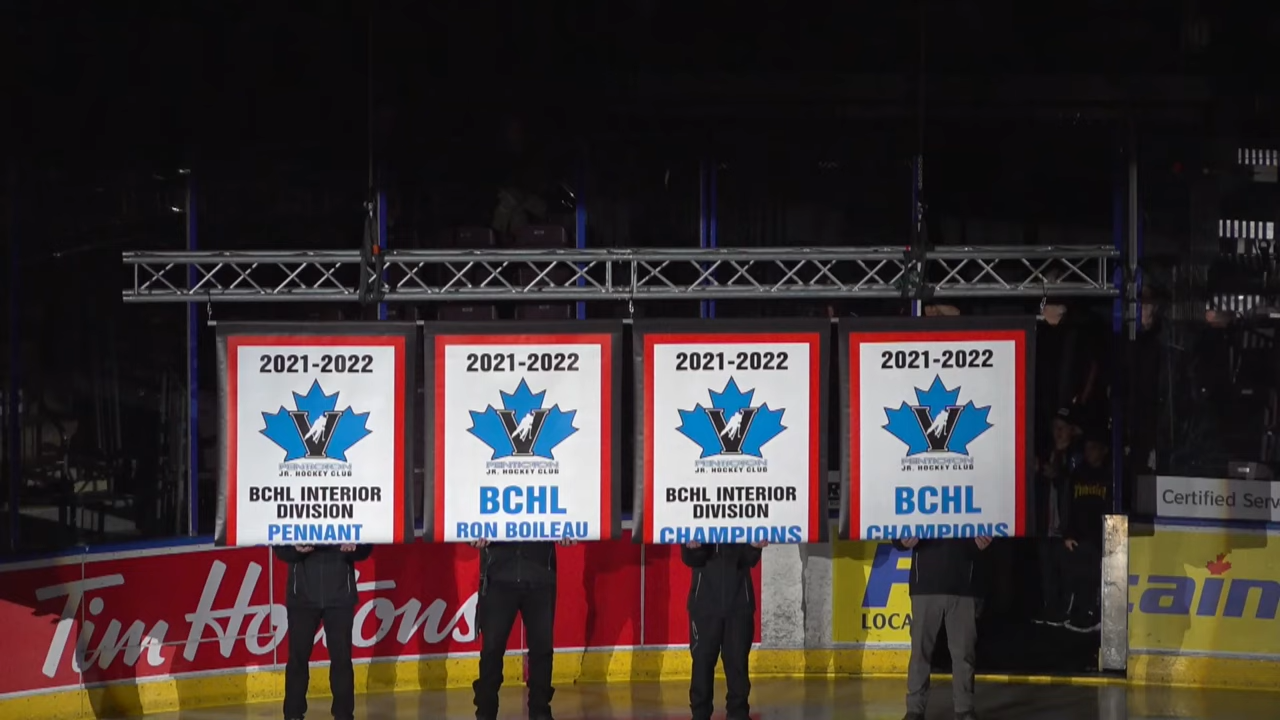 2021-2022
V
PENTICTON
JR. HOCKEY CLUB
BCHL INTERIOR
DIVISION
PENNANT
2021-2022
V
PENTICTON
JR. HOCKEY CLUB
BCHL
RON BOILEAU
2021-2022
V
PENTICTON
JR. HOCKEY CLUB
BCHL INTERIOR
DIVISION
CHAMPIONS
2021-2022
V
PENTICTON
JR. HOCKEY CLUB
BCHL
CHAMPIONS
Certified Serv
Tim Hortons
F
LOCA
tain